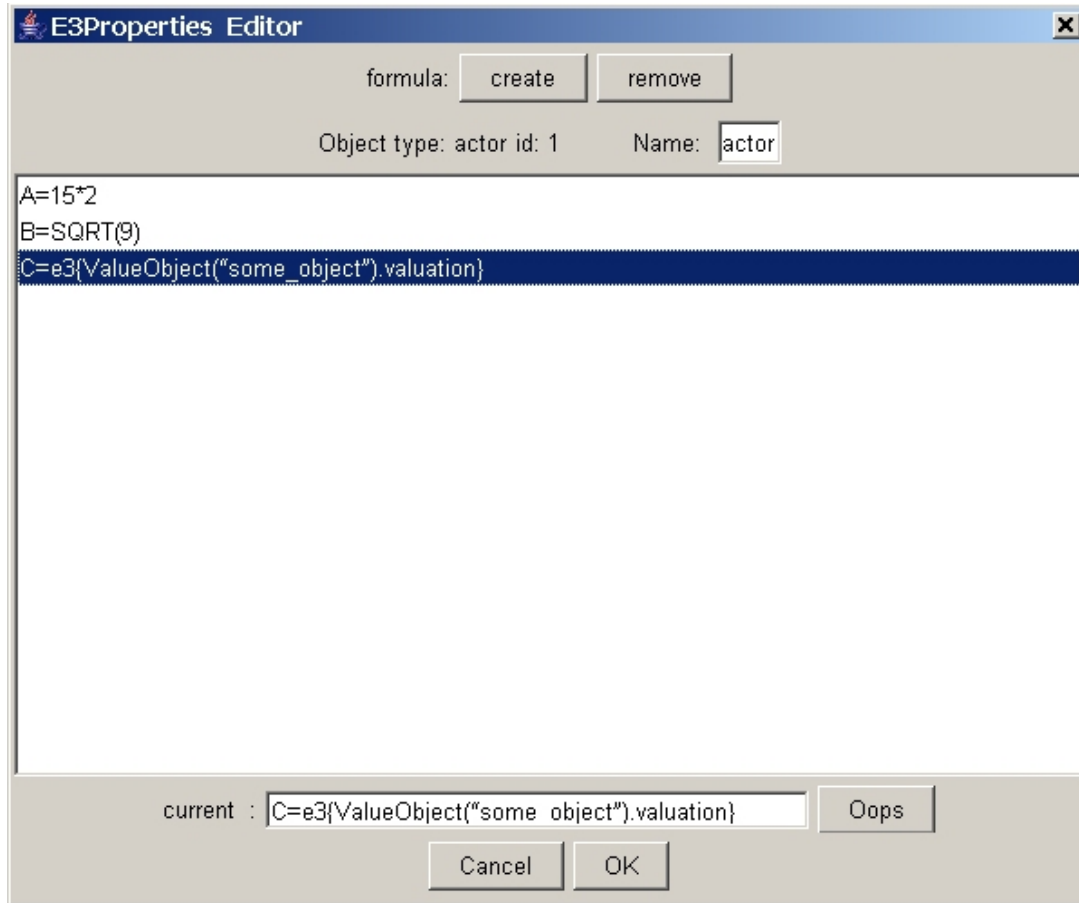 E3Properties Editor
formula: create remove
Object type: actor id: 1 Name: actor
A=15*2
B=SQRT(9)
C=e3{ValueObject(“some_object”).valuation}
current : C=e3{ValueObject(“some_object”).valuation} Oops
Cancel OK